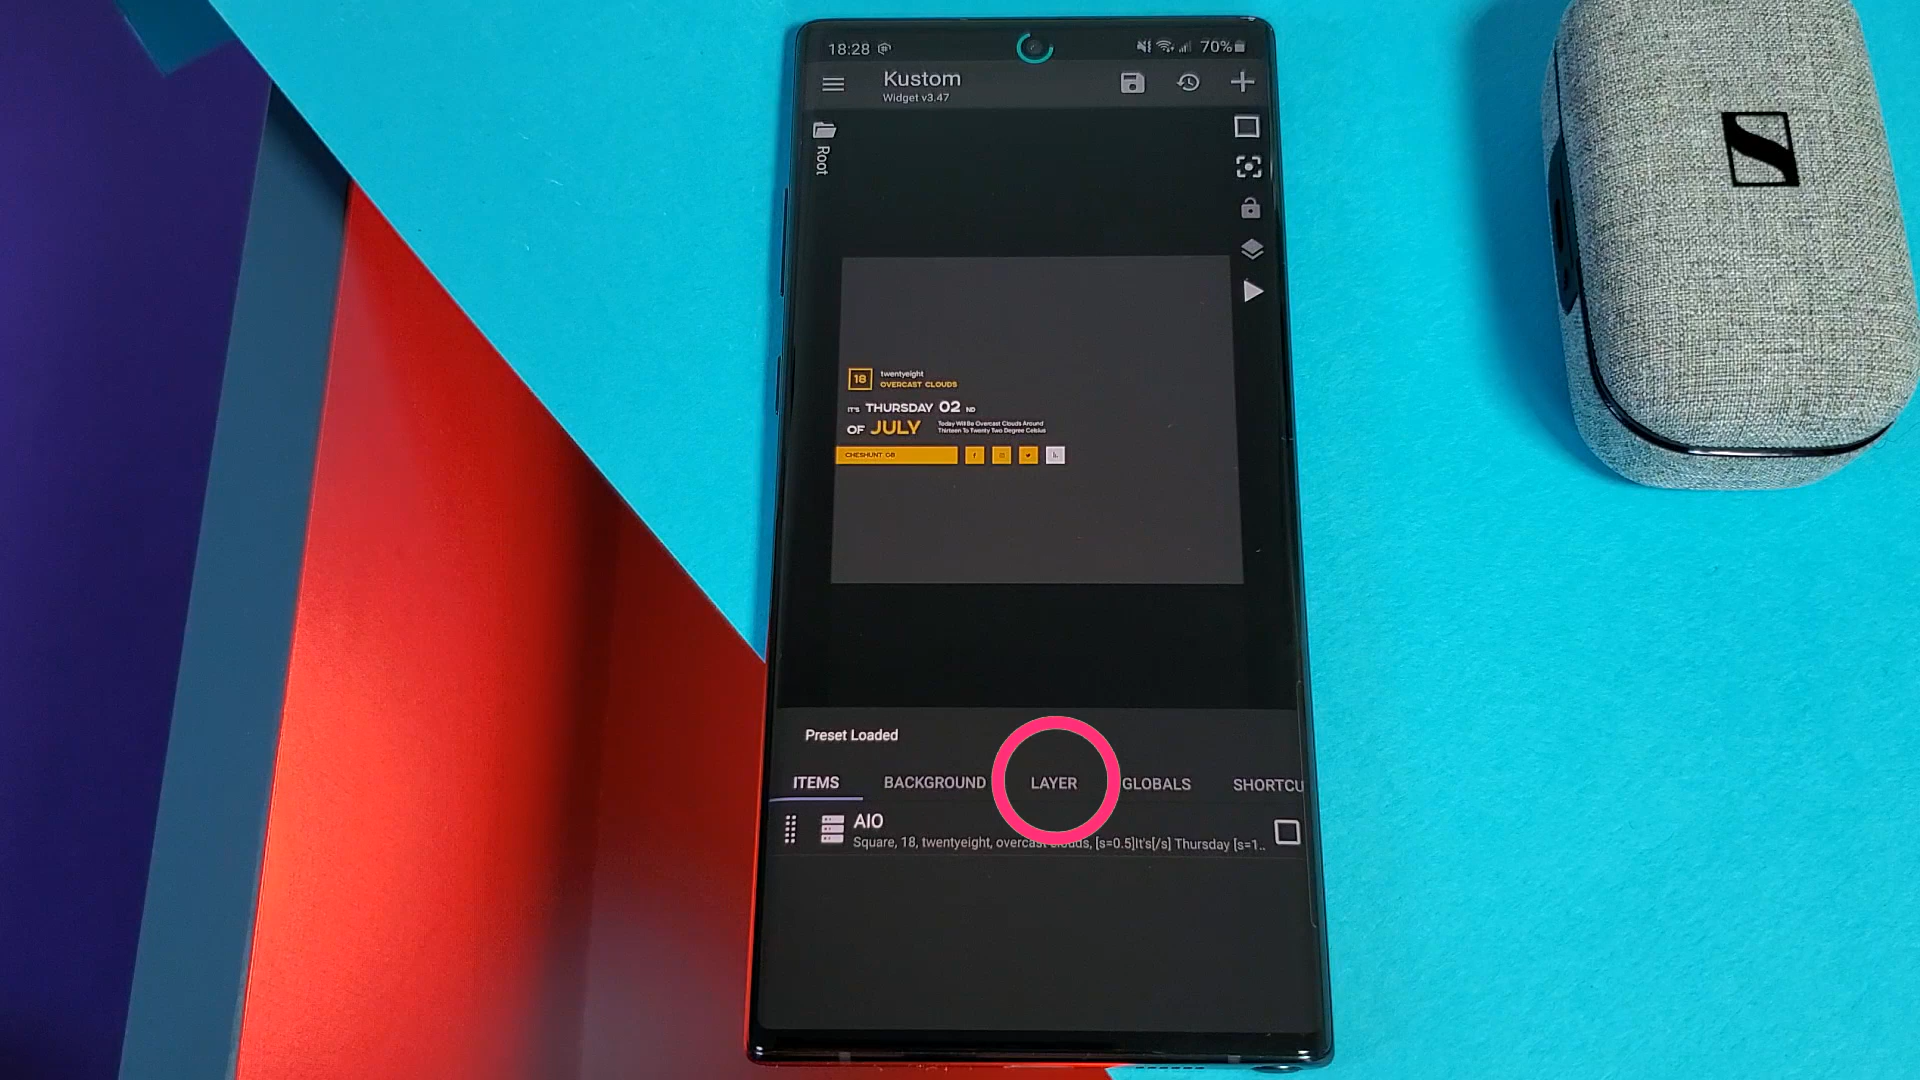 18:28 70%
Kustom
Widget v3.47
Root
18 twentyeight
OVERCAST CLOUDS
IT'S THURSDAY 02 ND
OF JULY
Today Will Be Overcast Clouds Around
Thirteen To Twenty Two Degree Celsius
CHESHUNT GB
Preset Loaded
ITEMS BACKGROUND LAYER GLOBALS SHORTCU
AIO
Square, 18, twentyeight, overcast clouds, [s=0.5]It's[/s] Thursday [s=1..